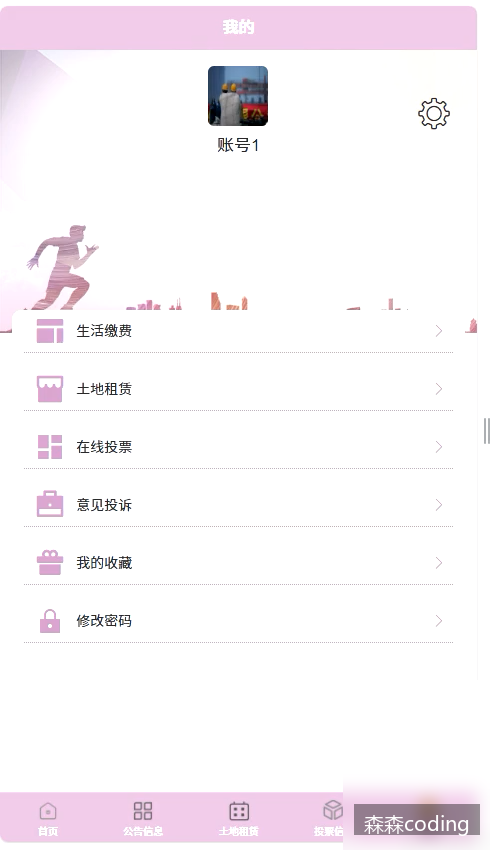 我的
账号1
生活缴费
土地租赁
在线投票
意见投诉
我的收藏
修改密码
首页
公告信息
土地租赁
投票信
森森coding